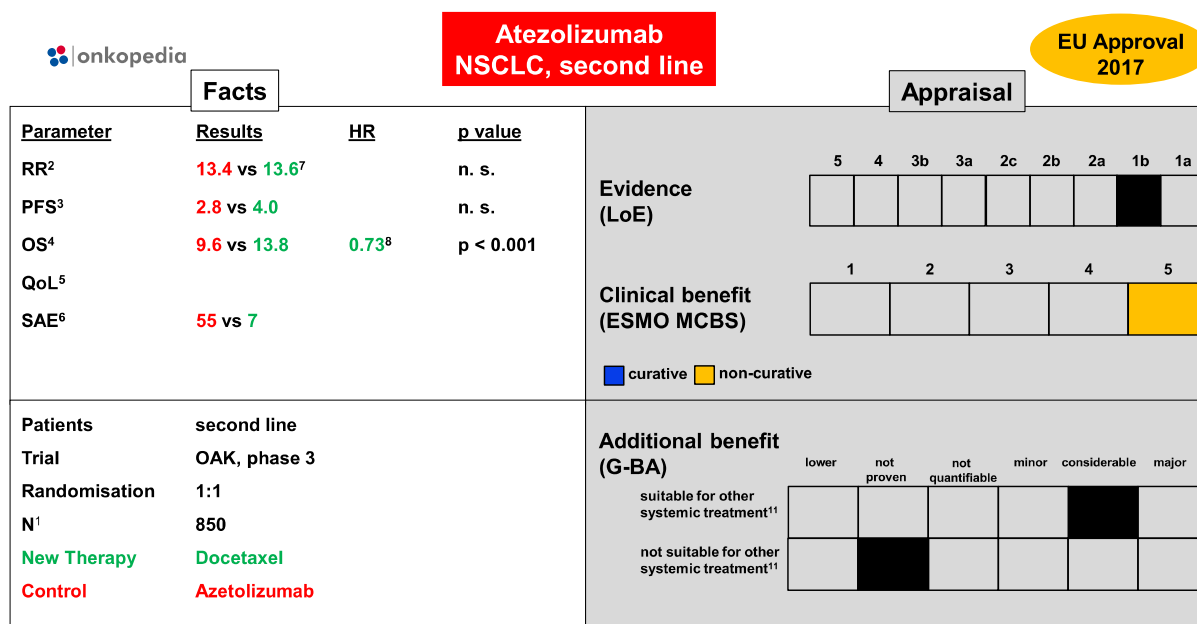 Atezolizumab
NSCLC, second line
EU Approval
2017
onkopedia
Facts
Parameter Results HR p value
RR² 13.4 vs 13.6⁷ n. s.
PFS³ 2.8 vs 4.0 n. s.
OS⁴ 9.6 vs 13.8 0.73⁸ p < 0.001
QoL⁵
SAE⁶ 55 vs 7
Appraisal
5 4 3b 3a 2c 2b 2a 1b 1a
Evidence
(LoE)
1 2 3 4 5
Clinical benefit
(ESMO MCBS)
curative non-curative
Patients second line
Trial OAK, phase 3
Randomisation 1:1
N¹ 850
New Therapy Docetaxel
Control Azetolizumab
Additional benefit
(G-BA)
lower not proven not quantifiable minor considerable major
suitable for other
systemic treatment¹¹
not suitable for other
systemic treatment¹¹